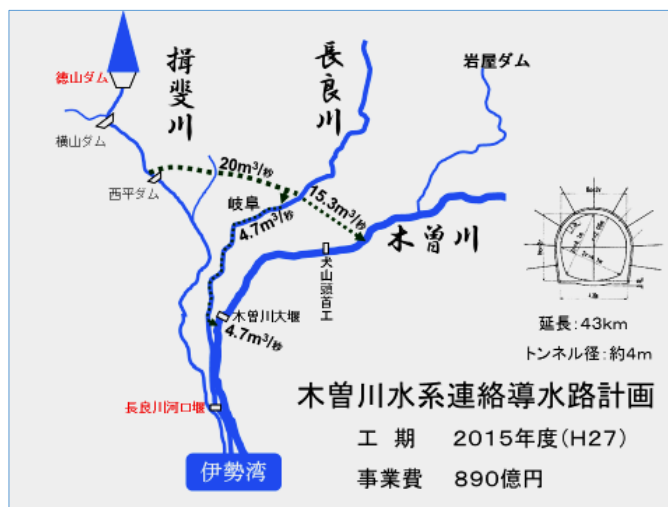 徳山ダム
揖斐川
長良川
岩屋ダム
横山ダム
西平ダム
20m³/秒
岐阜
15.3m³/秒
4.7m³/秒
木曽川
犬山頭首工
木曽川大堰
4.7m³/秒
延長：43km
トンネル径：約4m
長良川河口堰
木曽川水系連絡導水路計画
工 期 2015年度(H27)
伊勢湾
事業費 890億円